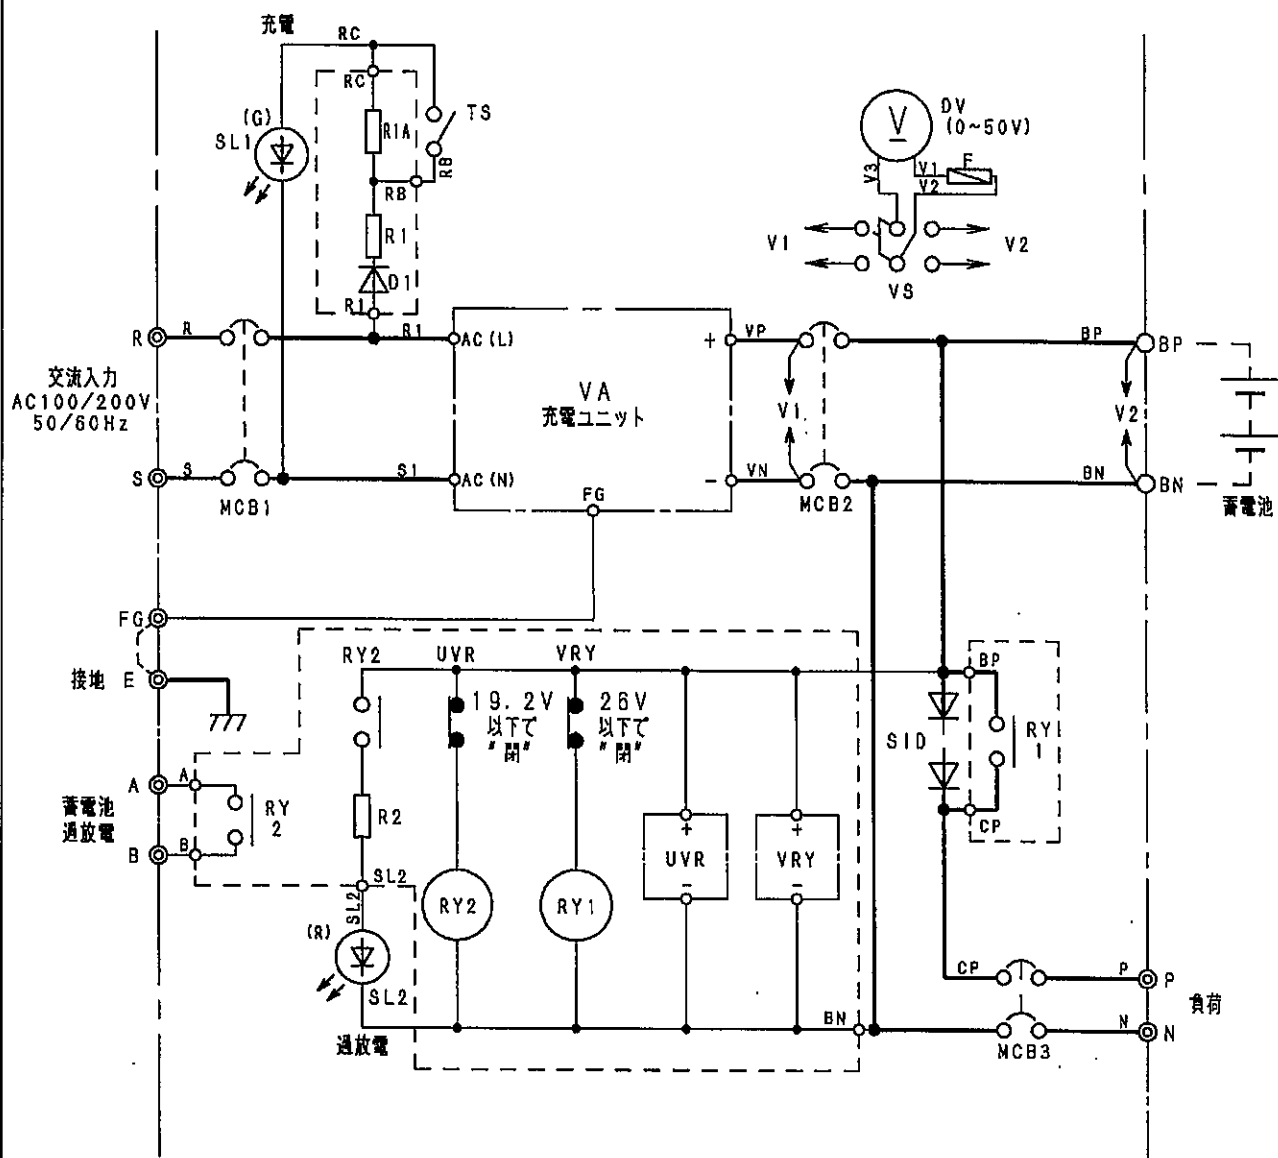 充電
RC
RC
(G)
SL1
R1A
TS
RB
RB
R1
D1
R1
R1
DV
(0~50V)
V
V3
V1
F
V2
V1
V2
VS
R
R
交流入力
AC100/200V
50/60Hz
S
S
MCB1
S1
AC(L)
AC(N)
VA
充電ユニット
FG
+
-
VP
VN
V1
MCB2
BP
BN
V2
BP
BN
蓄電池
FG
接地 E
RY2
UVR
VRY
19.2V
以下で
"閉"
26V
以下で
"閉"
BP
SID
RY
1
CP
A
A
蓄電池
過放電
B
B
RY
2
R2
SL2
SL2
(R)
SL2
過放電
RY2
RY1
+
UVR
-
+
VRY
-
BN
CP
P
P
負荷
N
N
MCB3